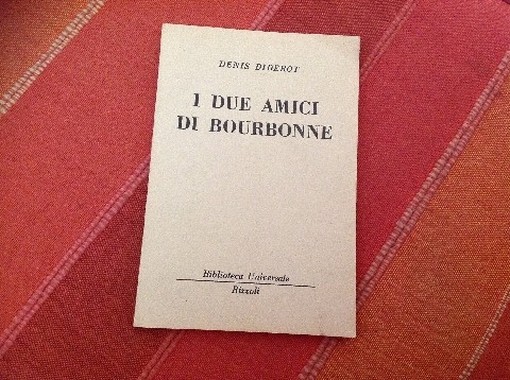 DENIS DIDEROT
I DUE AMICI
DI BOURBONNE
Biblioteca Universale
Rizzoli